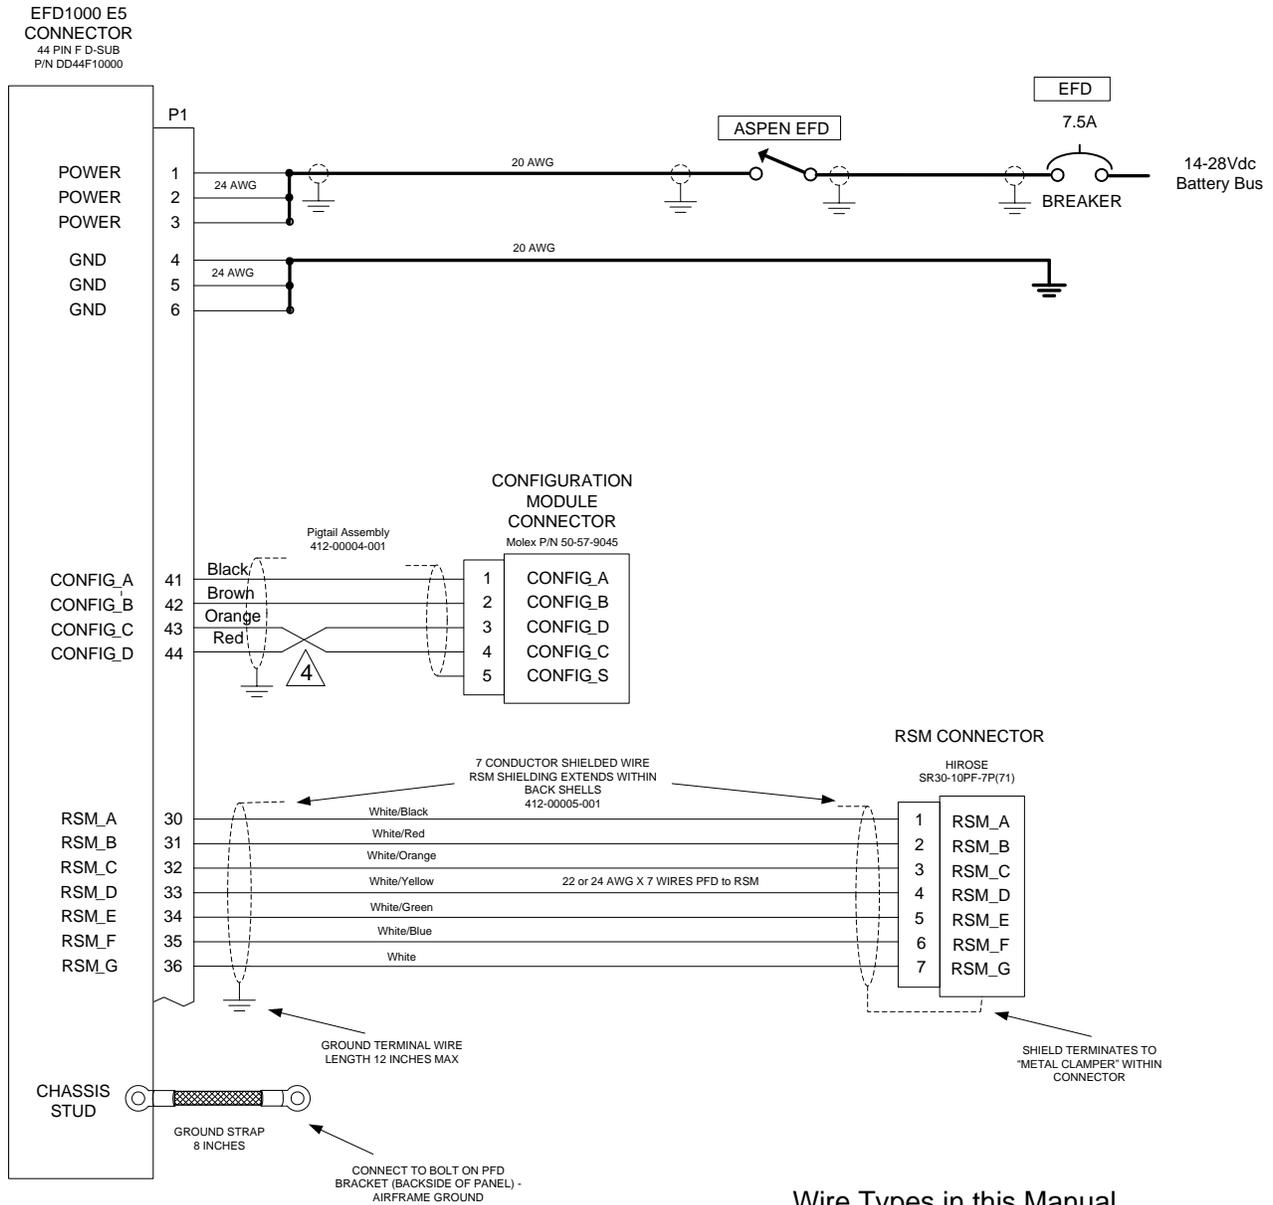 EFD1000 E5
CONNECTOR
44 PIN F D-SUB
P/N DD44F10000
P1
POWER 1
POWER 2
POWER 3
24 AWG
20 AWG
ASPEN EFD
EFD
7.5A
BREAKER
14-28Vdc
Battery Bus
GND 4
GND 5
GND 6
24 AWG
20 AWG
CONFIGURATION
MODULE
CONNECTOR
Molex P/N 50-57-9045
Pigtail Assembly
412-00004-001
CONFIG_A 41 Black 1 CONFIG_A
CONFIG_B 42 Brown 2 CONFIG_B
CONFIG_C 43 Orange 3 CONFIG_D
CONFIG_D 44 Red 4 CONFIG_C
5 CONFIG_S
4
RSM CONNECTOR
HIROSE
SR30-10PF-7P(71)
7 CONDUCTOR SHIELDED WIRE
RSM SHIELDING EXTENDS WITHIN
BACK SHELLS
412-00005-001
RSM_A 30 White/Black 1 RSM_A
RSM_B 31 White/Red 2 RSM_B
RSM_C 32 White/Orange 3 RSM_C
RSM_D 33 White/Yellow 22 or 24 AWG X 7 WIRES PFD to RSM 4 RSM_D
RSM_E 34 White/Green 5 RSM_E
RSM_F 35 White/Blue 6 RSM_F
RSM_G 36 White 7 RSM_G
GROUND TERMINAL WIRE
LENGTH 12 INCHES MAX
SHIELD TERMINATES TO
“METAL CLAMPER” WITHIN
CONNECTOR
CHASSIS
STUD
GROUND STRAP
8 INCHES
CONNECT TO BOLT ON PFD
BRACKET (BACKSIDE OF PANEL) -
AIRFRAME GROUND
Wire Types in this Manual